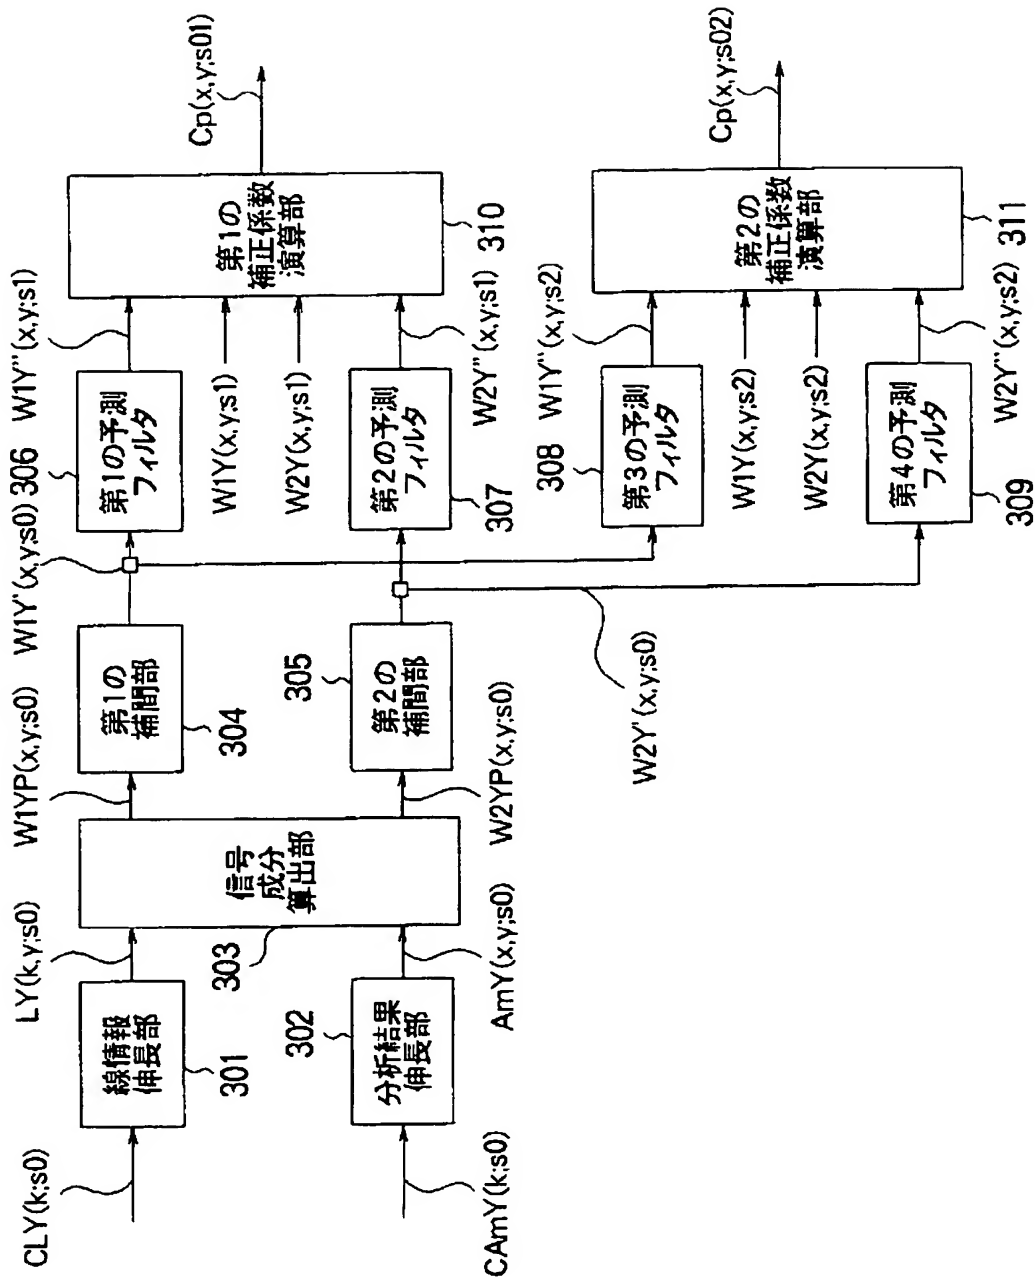 CLY(k;s0)
線情報
伸長部
301
LY(k,y;s0)
CAmY(k;s0)
分析結果
伸長部
302
AmY(x,y;s0)
信号
成分
算出部
303
W1YP(x,y;s0)
第1の
補間部
304
W1Y'(x,y;s0)
W2YP(x,y;s0)
第2の
補間部
305
W2Y'(x,y;s0)
第1の予測
フィルタ
306
W1Y"(x,y;s1)
W1Y(x,y;s1)
W2Y(x,y;s1)
第2の予測
フィルタ
307
W2Y"(x,y;s1)
第1の
補正係数
演算部
310
Cp(x,y;s01)
第3の予測
フィルタ
308
W1Y"(x,y;s2)
W1Y(x,y;s2)
W2Y(x,y;s2)
第4の予測
フィルタ
309
W2Y"(x,y;s2)
第2の
補正係数
演算部
311
Cp(x,y;s02)